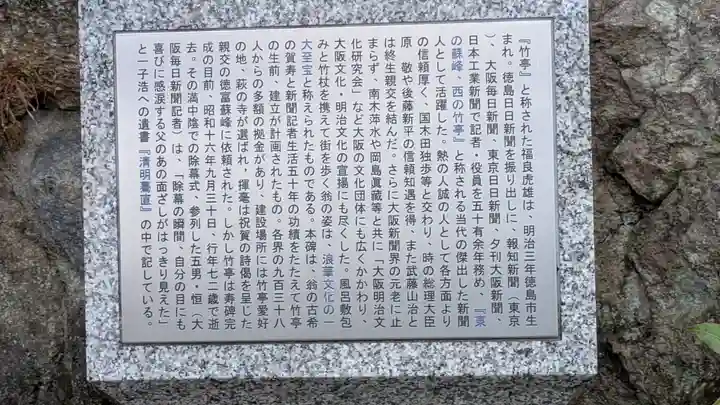 『竹亭』と称された福良虎雄は、明治三年徳島市生
まれ。徳島日日新聞を振り出しに、報知新聞（東京
）、大阪毎日新聞、東京日日新聞、夕刊大阪新聞、
日本工業新聞で記者・役員を五十有余年務め、『東
の蘇峰、西の竹亭』と称される当代の傑出した新聞
人として活躍した。熱の人誠の人として各方面より
の信頼厚く、国木田独歩等と交わり、時の総理大臣
原　敬や後藤新平の信頼知遇を得、また武藤山治と
は終生親交を結んだ。さらに大阪新聞界の元老に止
まらず、南木萍水や岡島眞藏等と共に「大阪明治文
化研究会」など大阪の文化団体にも広くかかわり、
大阪文化・明治文化の宣揚にも尽くした。風呂敷包
みと竹杖を携えて街を歩く翁の姿は、浪華文化の一
大至宝と称えられたものである。本碑は、翁の古希
の賀寿と新聞記者生活五十年の功績をたたえて竹亭
の生前、建立が計画されたもの。各界の九百三十八
人からの多額の拠金があり、建設場所には竹亭愛好
の地、萩の寺が選ばれ、揮毫は祝賀の詩偈を呈じた
親交の徳富蘇峰に依頼された。しかし竹亭は寿碑完
成の目前、昭和十六年九月三十日、行年七二歳で逝
去。その満中陰での除幕式、参列した五男・恒（大
阪毎日新聞記者）は、「除幕の瞬間、自分の目にも
喜びに感涙する父のあの面ざしがはっきり見えた」
と一子浩への遺書『清明驀直』の中で記している。